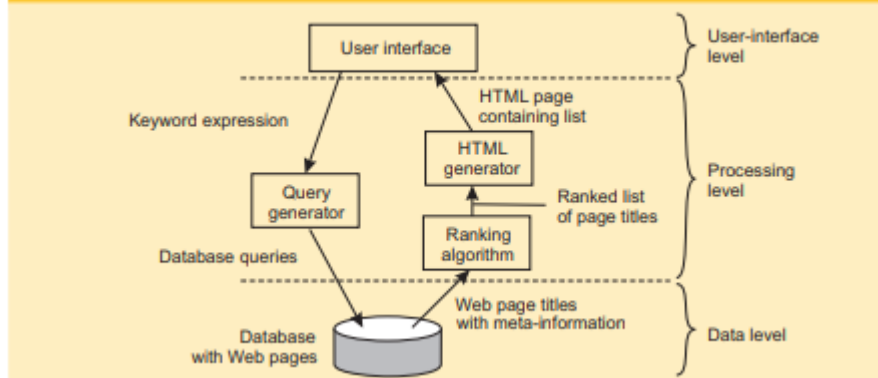 User interface
User-interface
level
HTML page
containing list
Keyword expression
HTML
generator
Processing
level
Query
generator
Ranked list
of page titles
Ranking
algorithm
Database queries
Web page titles
with meta-information
Database
with Web pages
Data level